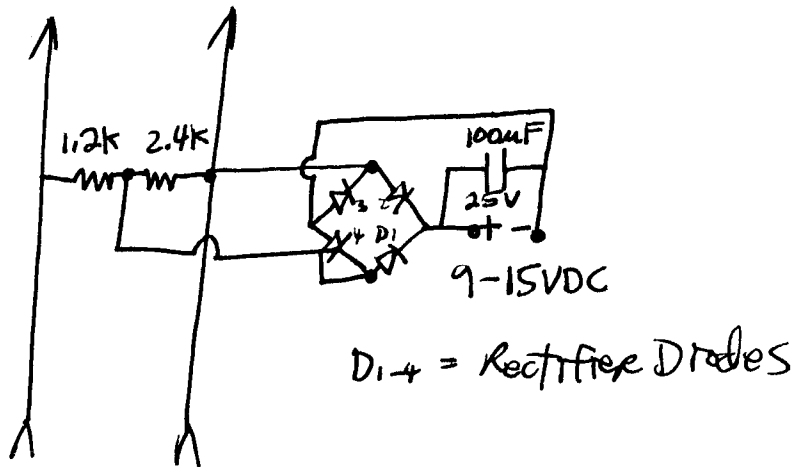 1.2K 2.4K
100uF
25V
3 2
4 D1
+ -
9-15VDC
D1-4 = Rectifier Diodes